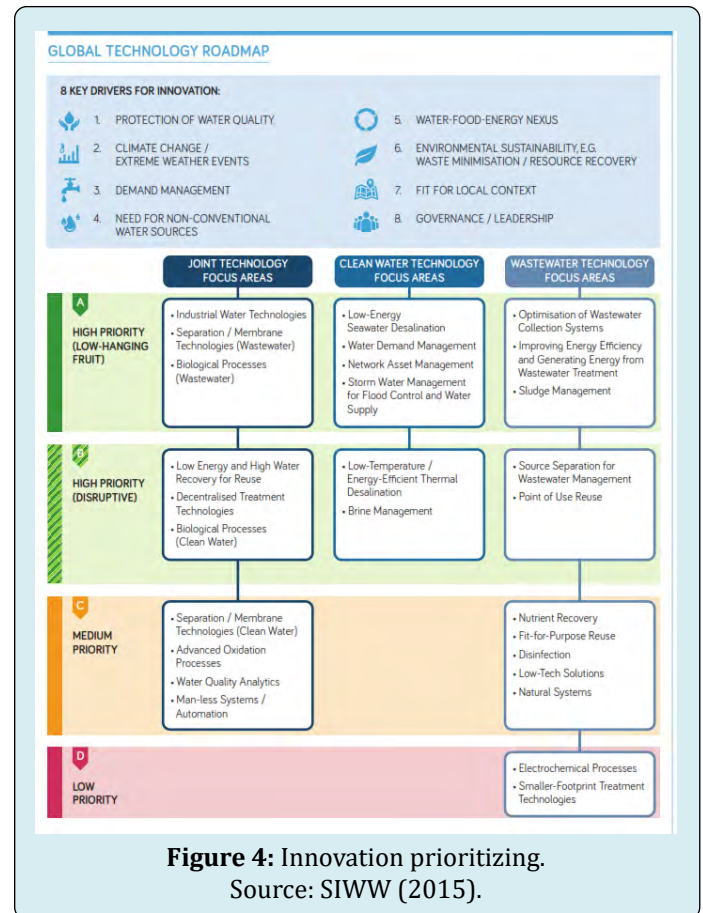 GLOBAL TECHNOLOGY ROADMAP
8 KEY DRIVERS FOR INNOVATION:
1. PROTECTION OF WATER QUALITY
2. CLIMATE CHANGE /
EXTREME WEATHER EVENTS
3. DEMAND MANAGEMENT
4. NEED FOR NON-CONVENTIONAL
WATER SOURCES
5. WATER-FOOD-ENERGY NEXUS
6. ENVIRONMENTAL SUSTAINABILITY, E.G.
WASTE MINIMISATION / RESOURCE RECOVERY
7. FIT FOR LOCAL CONTEXT
8. GOVERNANCE / LEADERSHIP
JOINT TECHNOLOGY
FOCUS AREAS
CLEAN WATER TECHNOLOGY
FOCUS AREAS
WASTEWATER TECHNOLOGY
FOCUS AREAS
A
HIGH PRIORITY
(LOW-HANGING
FRUIT)
• Industrial Water Technologies
• Separation / Membrane
Technologies (Wastewater)
• Biological Processes
(Wastewater)
• Low-Energy
Seawater Desalination
• Water Demand Management
• Network Asset Management
• Storm Water Management
for Flood Control and Water
Supply
• Optimisation of Wastewater
Collection Systems
• Improving Energy Efficiency
and Generating Energy from
Wastewater Treatment
• Sludge Management
B
HIGH PRIORITY
(DISRUPTIVE)
• Low Energy and High Water
Recovery for Reuse
• Decentralised Treatment
Technologies
• Biological Processes
(Clean Water)
• Low-Temperature /
Energy-Efficient Thermal
Desalination
• Brine Management
• Source Separation for
Wastewater Management
• Point of Use Reuse
C
MEDIUM
PRIORITY
• Separation / Membrane
Technologies (Clean Water)
• Advanced Oxidation
Processes
• Water Quality Analytics
• Man-less Systems /
Automation
• Nutrient Recovery
• Fit-for-Purpose Reuse
• Disinfection
• Low-Tech Solutions
• Natural Systems
D
LOW
PRIORITY
• Electrochemical Processes
• Smaller-Footprint Treatment
Technologies
Figure 4: Innovation prioritizing.
Source: SIWW (2015).